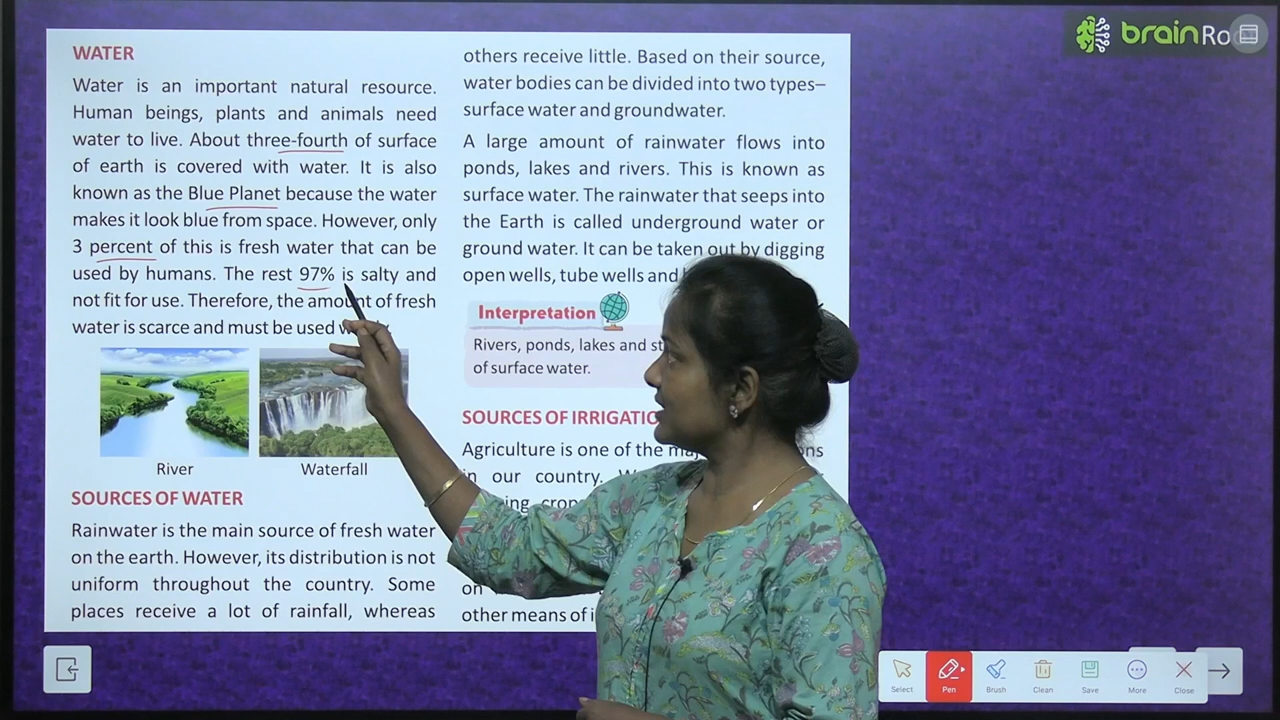 WATER
Water is an important natural resource.
Human beings, plants and animals need
water to live. About three-fourth of surface
of earth is covered with water. It is also
known as the Blue Planet because the water
makes it look blue from space. However, only
3 percent of this is fresh water that can be
used by humans. The rest 97% is salty and
not fit for use. Therefore, the amount of fresh
water is scarce and must be used
River
Waterfall
SOURCES OF WATER
Rainwater is the main source of fresh water
on the earth. However, its distribution is not
uniform throughout the country. Some
places receive a lot of rainfall, whereas
others receive little. Based on their source,
water bodies can be divided into two types–
surface water and groundwater.
A large amount of rainwater flows into
ponds, lakes and rivers. This is known as
surface water. The rainwater that seeps into
the Earth is called underground water or
ground water. It can be taken out by digging
open wells, tube wells and
Interpretation
Rivers, ponds, lakes and
of surface water.
SOURCES OF
Agriculture is one of the
in our country.
on
other means of
brain
Select
Pen
Brush
Clean
Save
More
Close